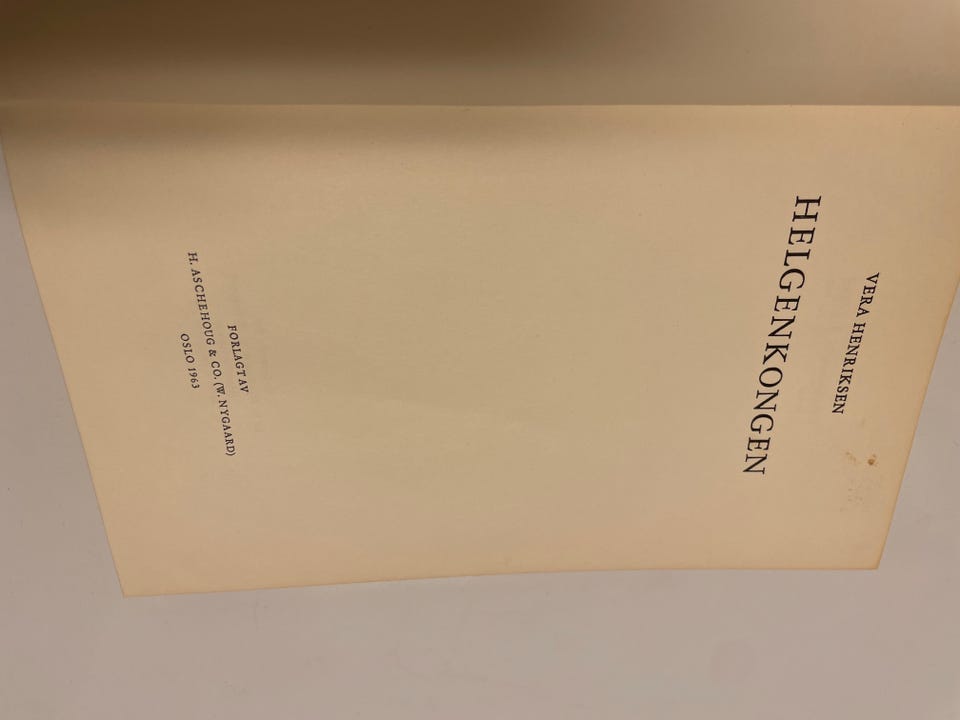 VERA HENRIKSEN
HELGENKONGEN
FORLAGT AV
H. ASCHEHOUG & CO. (W. NYGAARD)
OSLO 1963